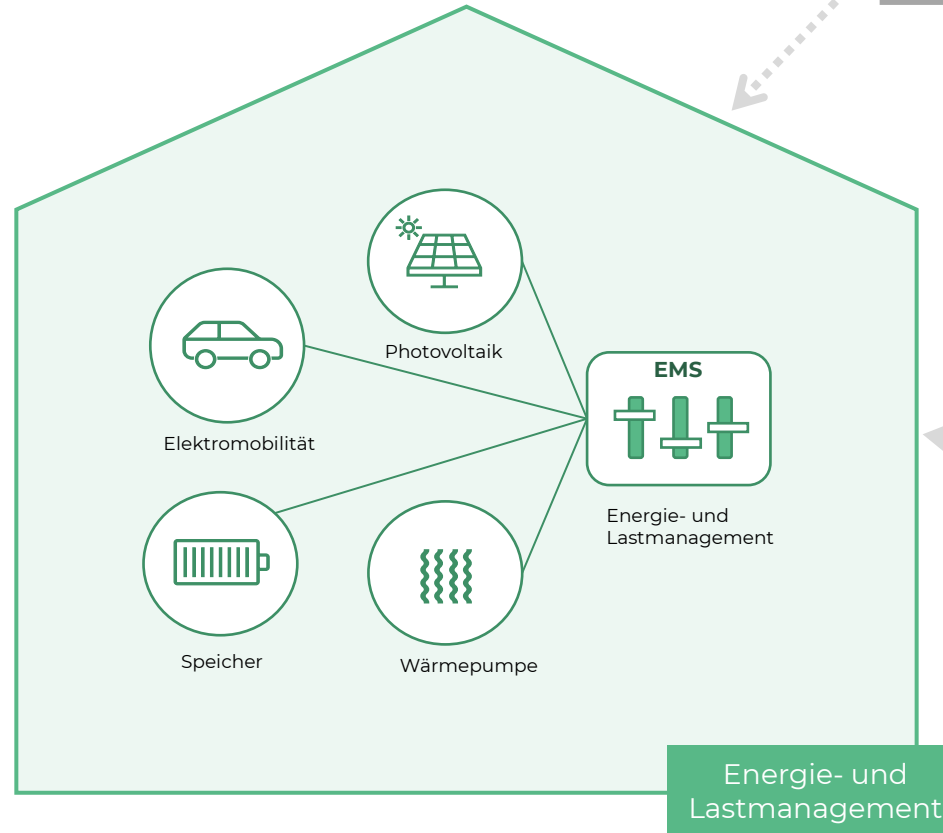 Photovoltaik
EMS
Elektromobilität
Energie- und
Lastmanagement
Speicher
Wärmepumpe
Energie- und
Lastmanagement